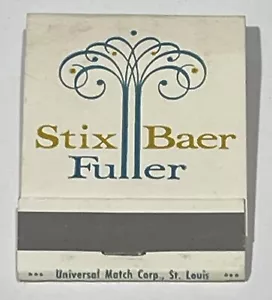 Stix Baer
Fuller
*** Universal Match Corp., St. Louis ***